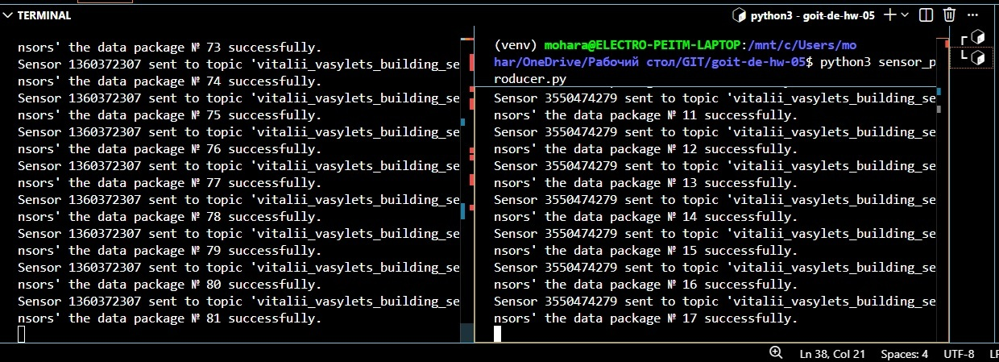 TERMINAL
python3 - goit-de-hw-05
nsors' the data package № 73 successfully.
Sensor 1360372307 sent to topic 'vitalii_vasylets_building_se
nsors' the data package № 74 successfully.
Sensor 1360372307 sent to topic 'vitalii_vasylets_building_se
nsors' the data package № 75 successfully.
Sensor 1360372307 sent to topic 'vitalii_vasylets_building_se
nsors' the data package № 76 successfully.
Sensor 1360372307 sent to topic 'vitalii_vasylets_building_se
nsors' the data package № 77 successfully.
Sensor 1360372307 sent to topic 'vitalii_vasylets_building_se
nsors' the data package № 78 successfully.
Sensor 1360372307 sent to topic 'vitalii_vasylets_building_se
nsors' the data package № 79 successfully.
Sensor 1360372307 sent to topic 'vitalii_vasylets_building_se
nsors' the data package № 80 successfully.
Sensor 1360372307 sent to topic 'vitalii_vasylets_building_se
nsors' the data package № 81 successfully.
(venv) mohara@ELECTRO-PEITM-LAPTOP:/mnt/c/Users/mo
har/OneDrive/Рабочий стол/GIT/goit-de-hw-05$ python3 sensor_p
roducer.py
Sensor 3550474279 sent to topic 'vitalii_vasylets_building_se
nsors' the data package № 11 successfully.
Sensor 3550474279 sent to topic 'vitalii_vasylets_building_se
nsors' the data package № 12 successfully.
Sensor 3550474279 sent to topic 'vitalii_vasylets_building_se
nsors' the data package № 13 successfully.
Sensor 3550474279 sent to topic 'vitalii_vasylets_building_se
nsors' the data package № 14 successfully.
Sensor 3550474279 sent to topic 'vitalii_vasylets_building_se
nsors' the data package № 15 successfully.
Sensor 3550474279 sent to topic 'vitalii_vasylets_building_se
nsors' the data package № 16 successfully.
Sensor 3550474279 sent to topic 'vitalii_vasylets_building_se
nsors' the data package № 17 successfully.
Ln 38, Col 21 Spaces: 4 UTF-8